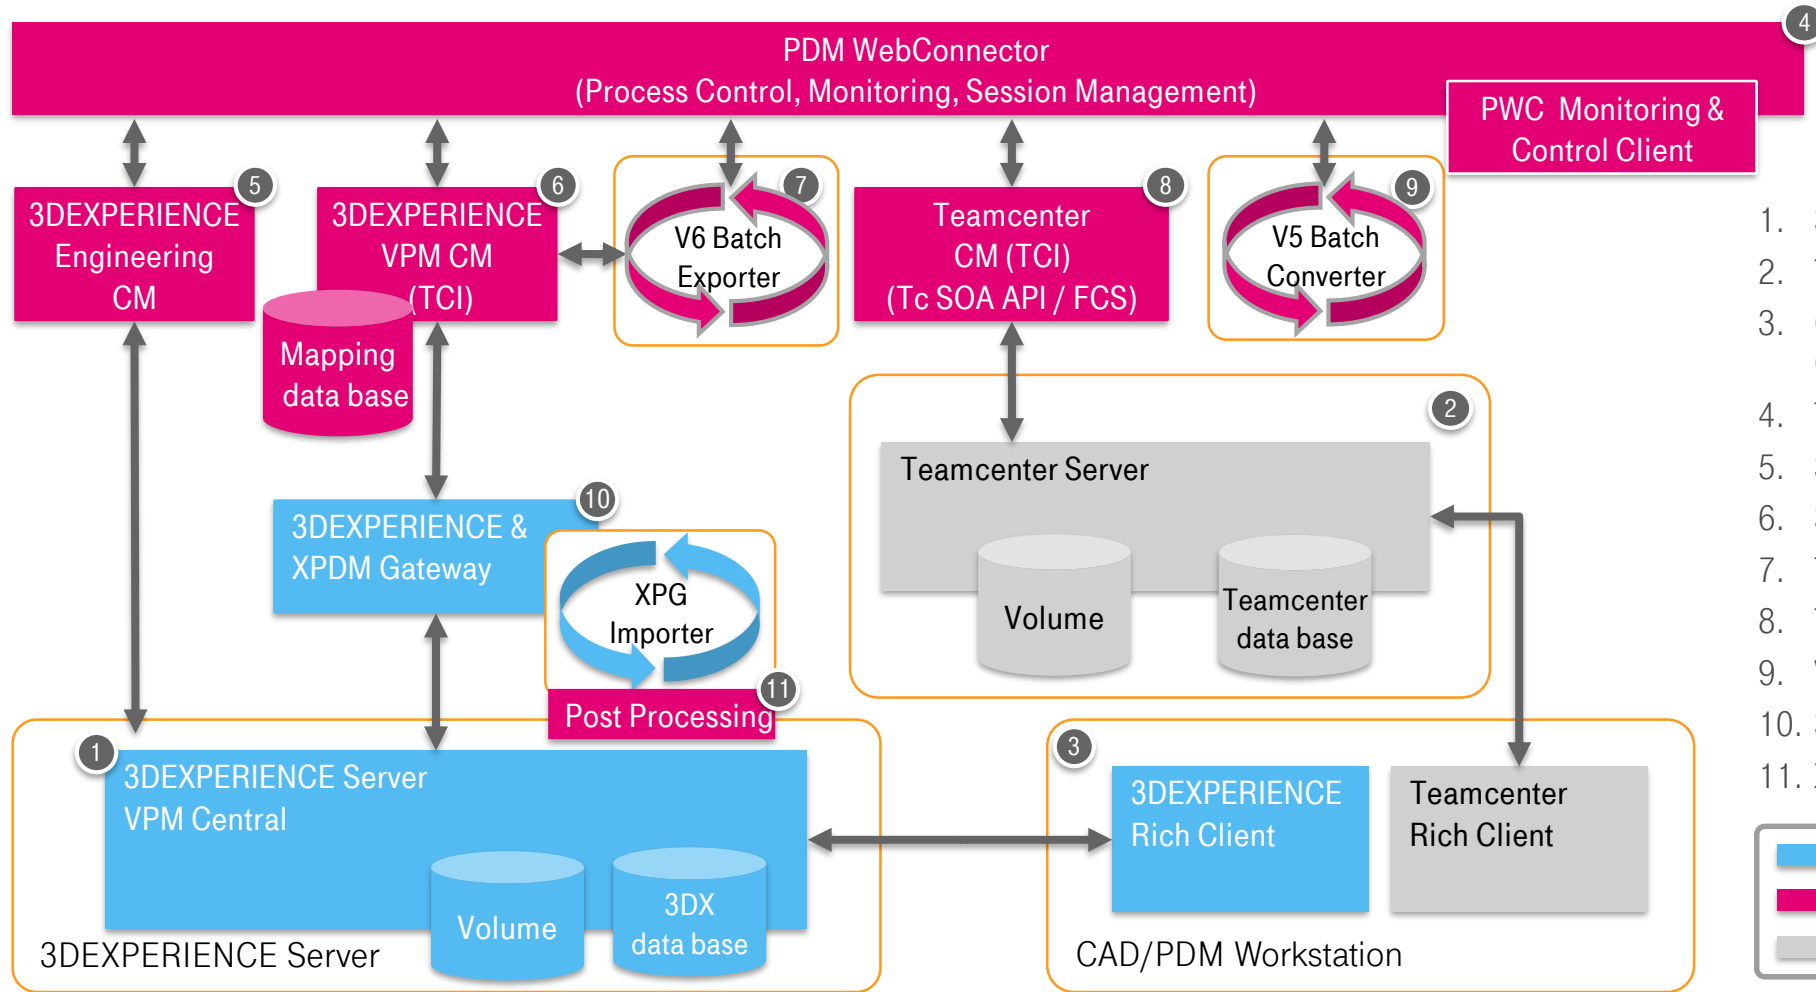 4
PDM WebConnector
(Process Control, Monitoring, Session Management)
PWC Monitoring &
Control Client
5
3DEXPERIENCE
Engineering
CM
6
3DEXPERIENCE
VPM CM
(TCI)
Mapping
data base
7
V6 Batch
Exporter
8
Teamcenter
CM (TCI)
(Tc SOA API / FCS)
9
V5 Batch
Converter
2
Teamcenter Server
Volume
Teamcenter
data base
10
3DEXPERIENCE &
XPDM Gateway
XPG
Importer
11
Post Processing
1
3DEXPERIENCE Server
VPM Central
Volume
3DX
data base
3DEXPERIENCE Server
3
3DEXPERIENCE
Rich Client
Teamcenter
Rich Client
CAD/PDM Workstation
1.
2.
3.
4.
5.
6.
7.
8.
9.
10.
11.